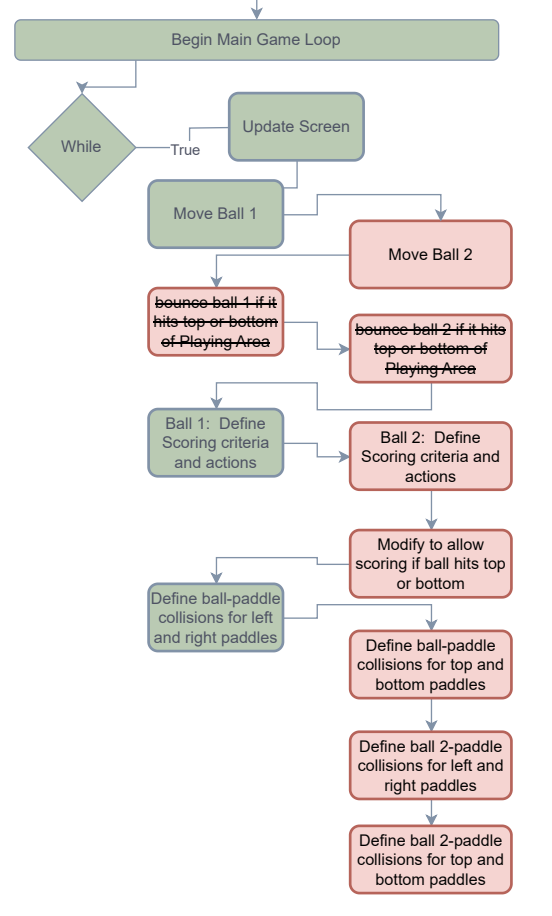 Begin Main Game Loop
While
True
Update Screen
Move Ball 1
Move Ball 2
bounce ball 1 if it
hits top or bottom
of Playing Area
bounce ball 2 if it hits
top or bottom of
Playing Area
Ball 1: Define
Scoring criteria
and actions
Ball 2: Define
Scoring criteria and
actions
Modify to allow
scoring if ball hits top
or bottom
Define ball-paddle
collisions for left
and right paddles
Define ball-paddle
collisions for top and
bottom paddles
Define ball 2-paddle
collisions for left and
right paddles
Define ball 2-paddle
collisions for top and
bottom paddles